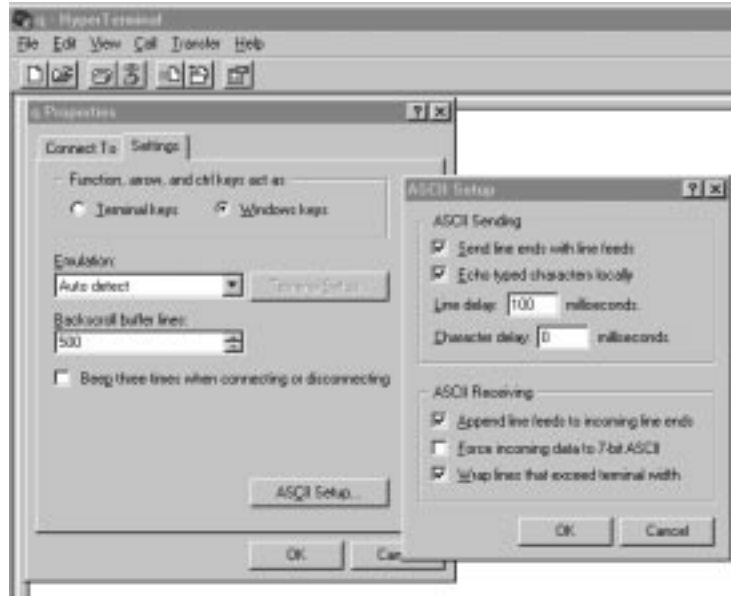 q - HyperTerminal
File Edit View Call Transfer Help
q Properties
Connect To Settings
Function, arrow, and ctrl keys act as
Terminal keys Windows keys
Emulation:
Auto detect
Terminal Setup...
Backscroll buffer lines:
500
Beep three times when connecting or disconnecting
ASCII Setup...
OK
ASCII Setup
ASCII Sending
Send line ends with line feeds
Echo typed characters locally
Line delay: 100 milliseconds.
Character delay: 0 milliseconds.
ASCII Receiving
Append line feeds to incoming line ends
Force incoming data to 7-bit ASCII
Wrap lines that exceed terminal width
OK Cancel